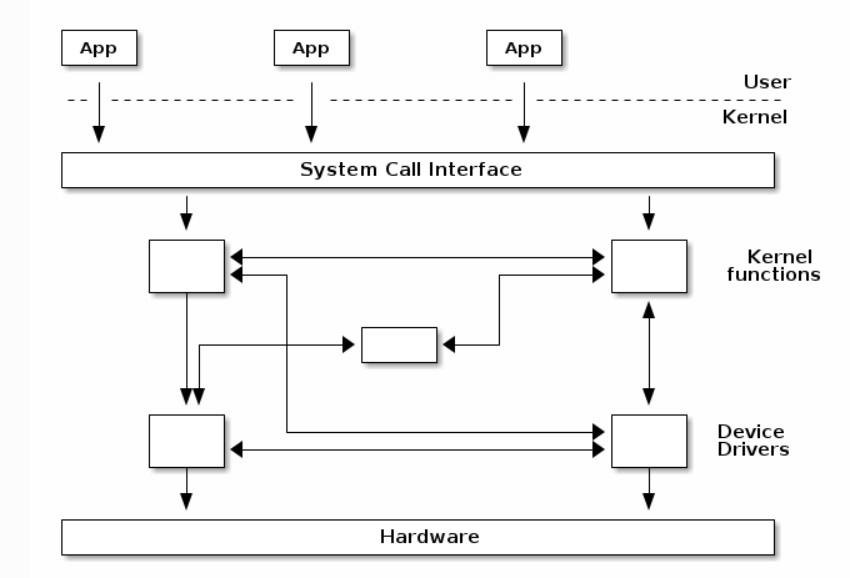 App
App
App
User
Kernel
System Call Interface
Kernel
functions
Device
Drivers
Hardware